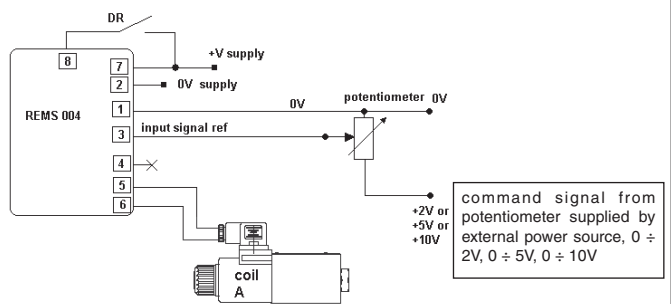 DR
8
7
+V supply
2
0V supply
REMS 004
1
0V
potentiometer
0V
3
input signal ref
4
5
6
+2V or
+5V or
+10V
command signal from
potentiometer supplied by
external power source, 0 ÷
2V, 0 ÷ 5V, 0 ÷ 10V
coil
A